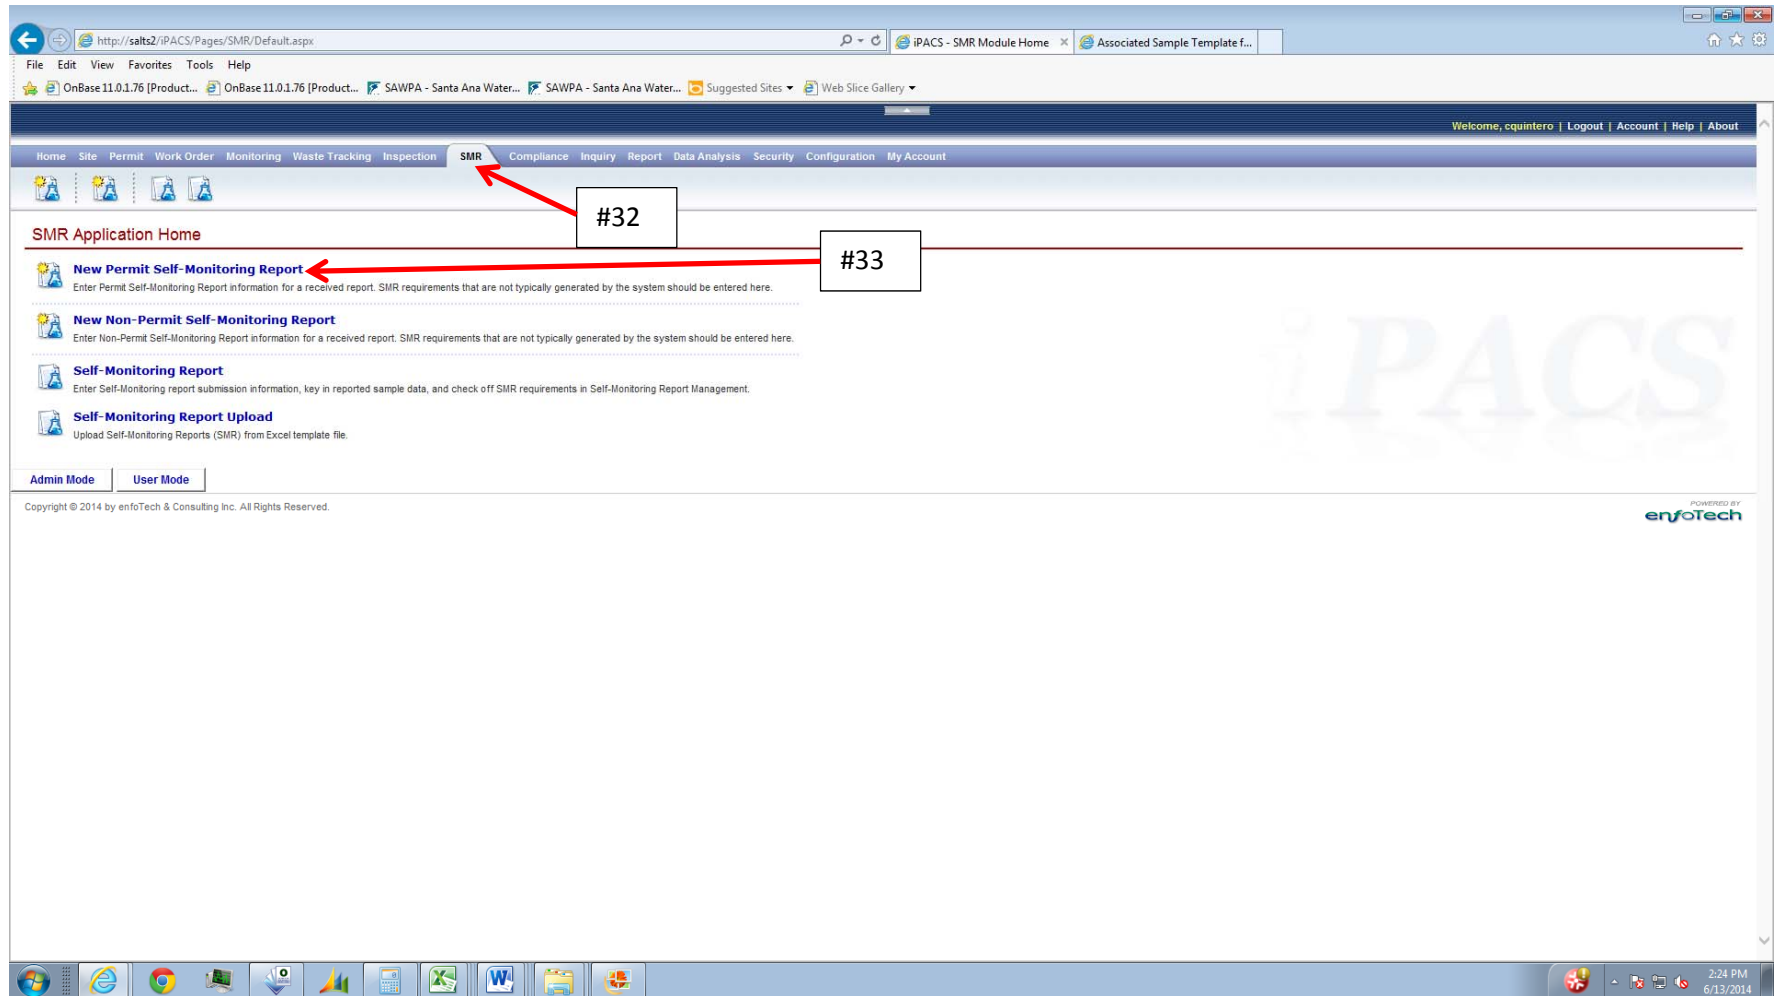 http://salts2/iPACS/Pages/SMR/Default.aspx
iPACS - SMR Module Home
Associated Sample Template f...
File Edit View Favorites Tools Help
OnBase 11.0.1.76 [Product... OnBase 11.0.1.76 [Product... SAWPA - Santa Ana Water... SAWPA - Santa Ana Water... Suggested Sites Web Slice Gallery
Welcome, cquintero | Logout | Account | Help | About
Home Site Permit Work Order Monitoring Waste Tracking Inspection SMR Compliance Inquiry Report Data Analysis Security Configuration My Account
#32
SMR Application Home
#33
New Permit Self-Monitoring Report
Enter Permit Self-Monitoring Report information for a received report. SMR requirements that are not typically generated by the system should be entered here.
New Non-Permit Self-Monitoring Report
Enter Non-Permit Self-Monitoring Report information for a received report. SMR requirements that are not typically generated by the system should be entered here.
Self-Monitoring Report
Enter Self-Monitoring report submission information, key in reported sample data, and check off SMR requirements in Self-Monitoring Report Management.
Self-Monitoring Report Upload
Upload Self-Monitoring Reports (SMR) from Excel template file.
iPACS
Admin Mode User Mode
Copyright © 2014 by enfoTech & Consulting Inc. All Rights Reserved.
POWERED BY
enfoTech
2:24 PM
6/13/2014